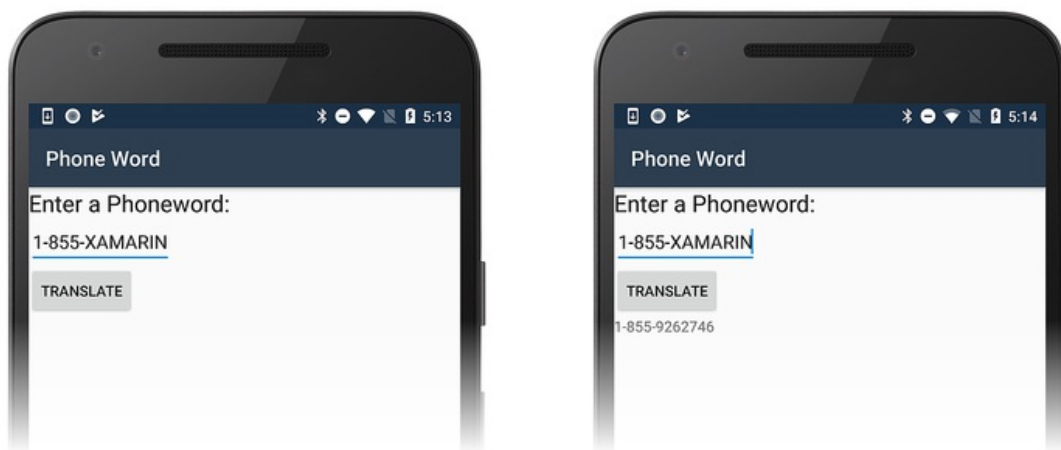 5:13
Phone Word
Enter a Phoneword:
1-855-XAMARIN
TRANSLATE
5:14
Phone Word
Enter a Phoneword:
1-855-XAMARIN
TRANSLATE
1-855-9262746